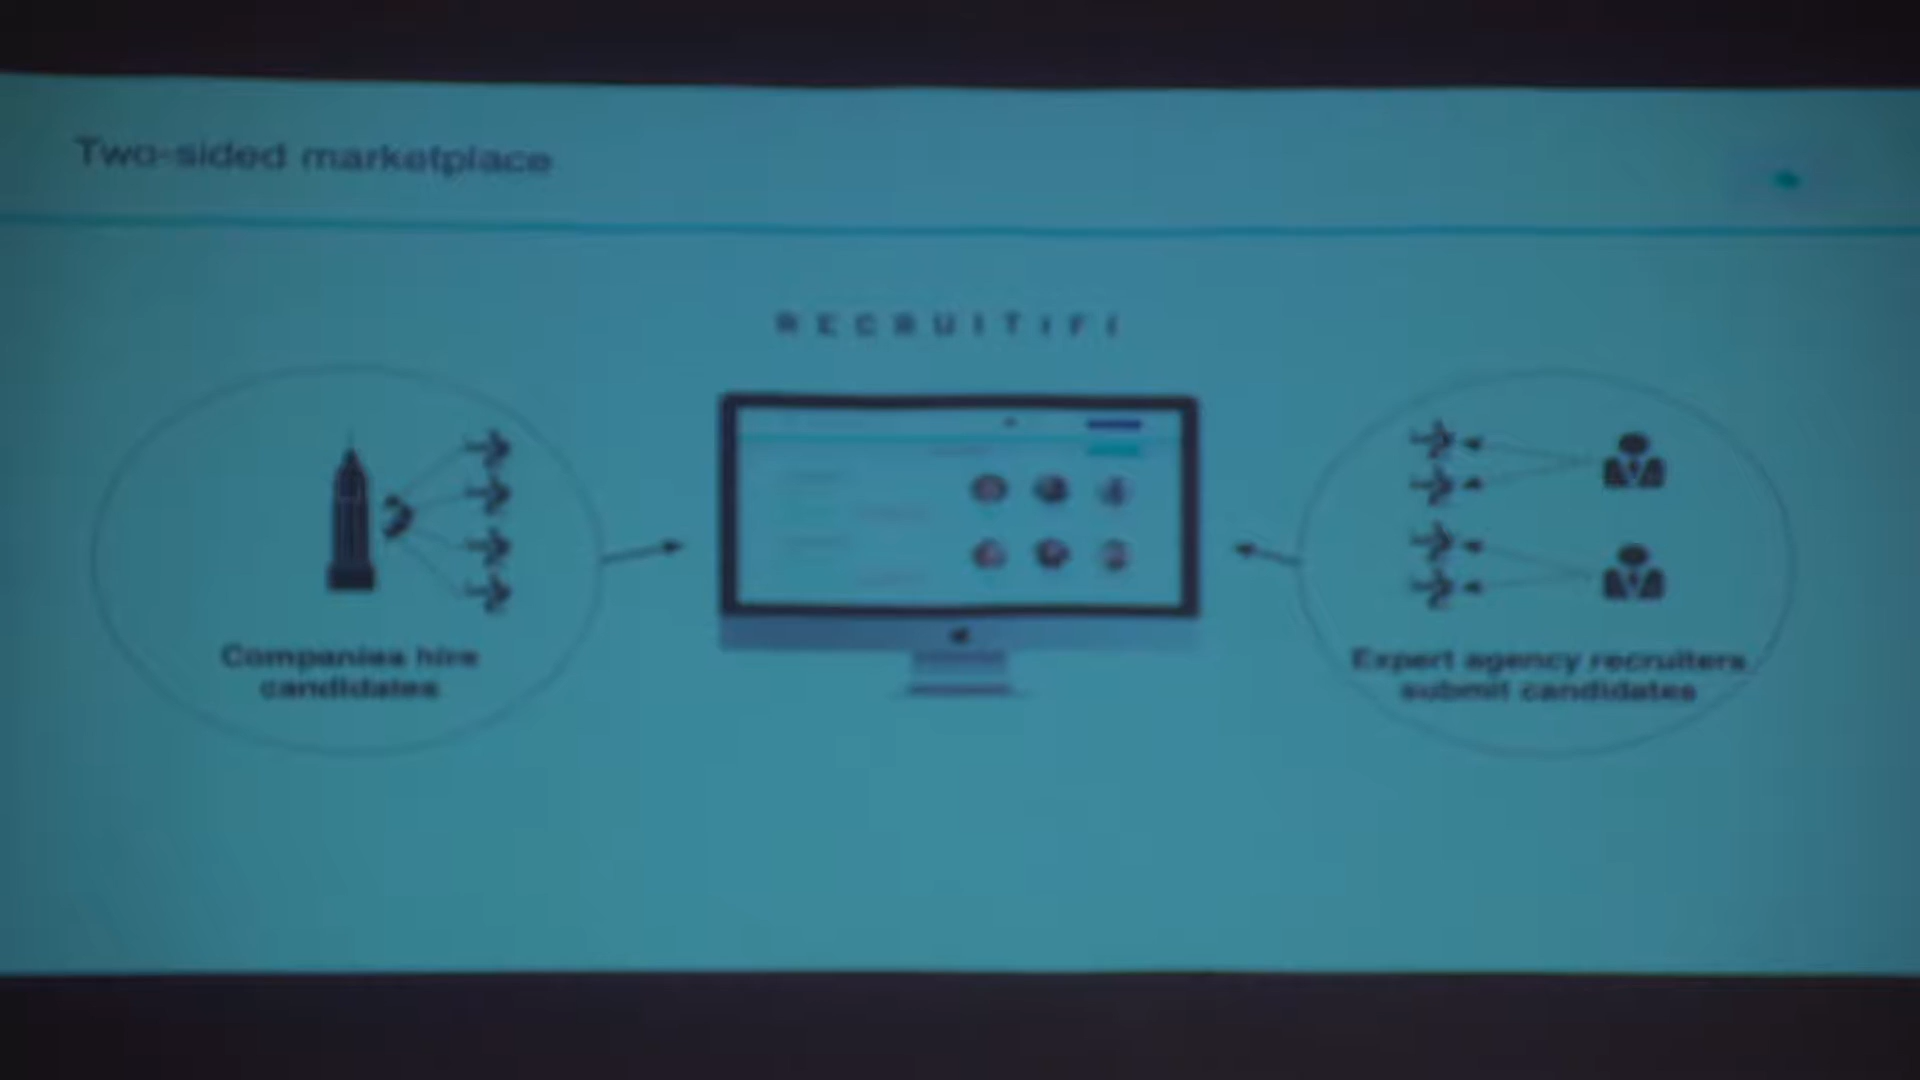 Two-sided marketplace
RECRUITIFI
Companies hire
candidates
Expert agency recruiters
submit candidates